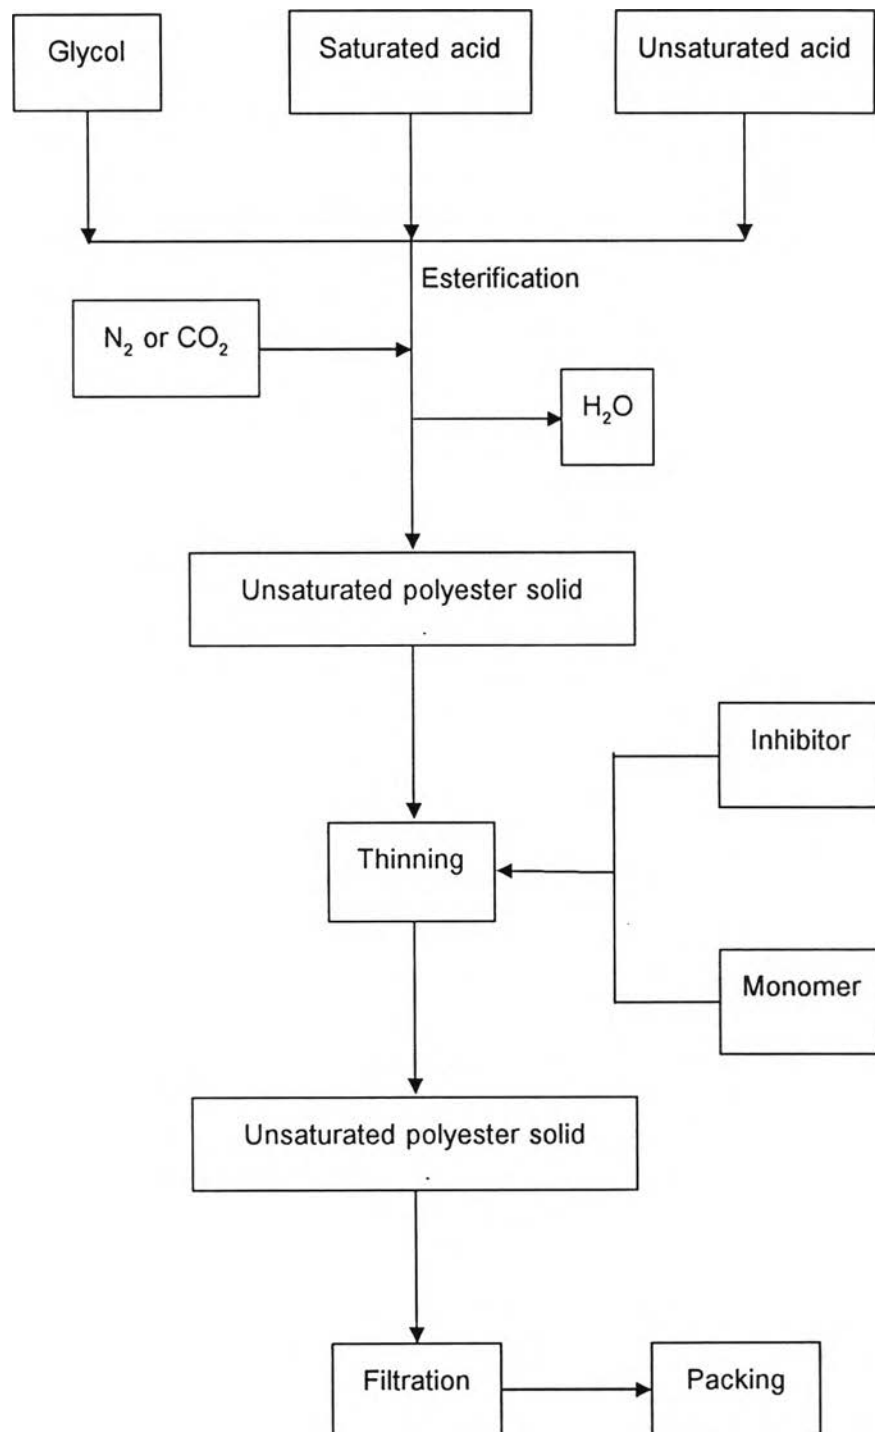 Glycol
Saturated acid
Unsaturated acid
Esterification
N₂ or CO₂
H₂O
Unsaturated polyester solid
Inhibitor
Thinning
Monomer
Unsaturated polyester solid
Filtration
Packing